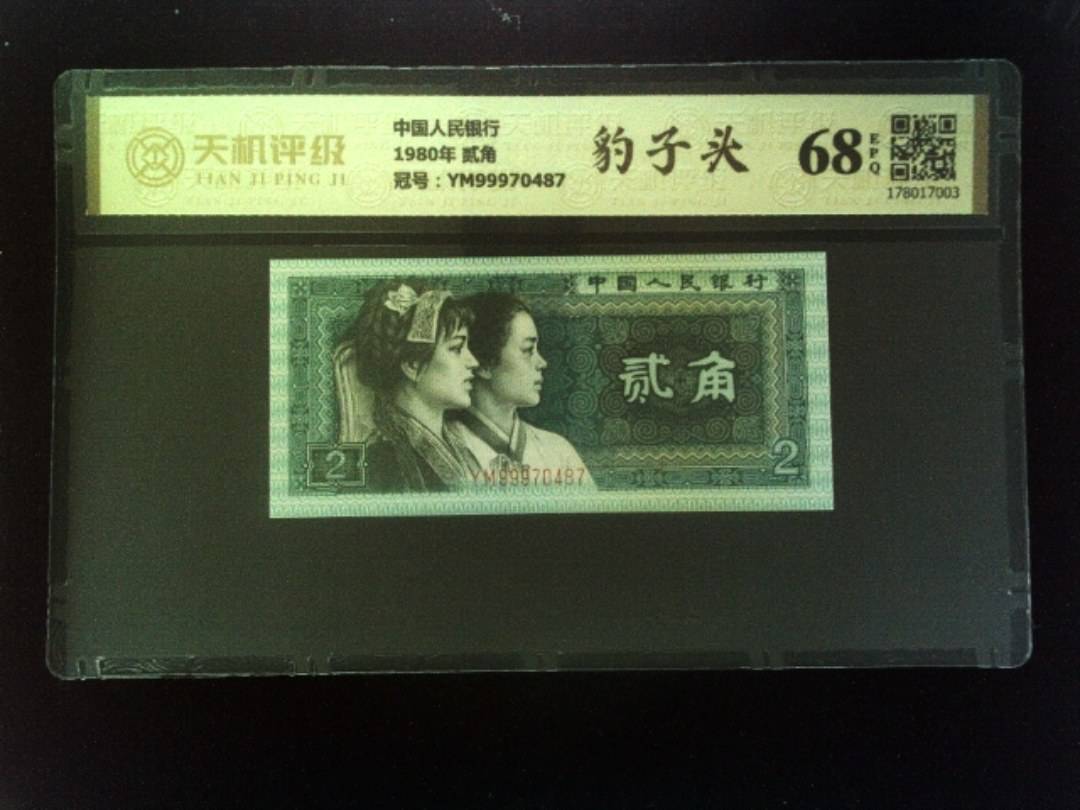 天机评级
TIAN JI PING JI
中国人民银行
1980年 贰角
冠号：YM99970487
豹子头
68
EPQ
178017003
中国人民银行
贰角
2
2
YM99970487